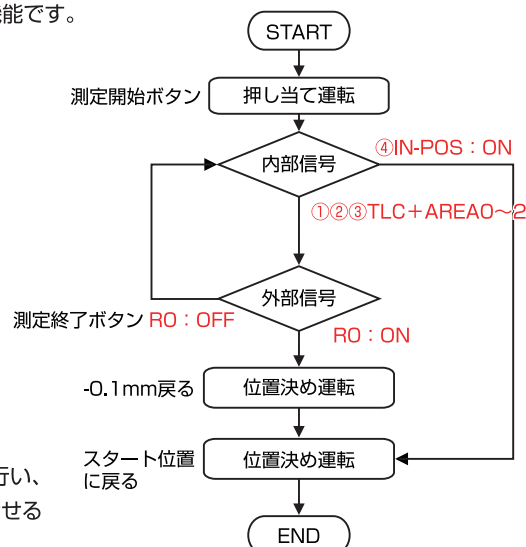 能です。
START
測定開始ボタン
押し当て運転
④IN-POS：ON
内部信号
①②③TLC＋AREA0～2
外部信号
測定終了ボタン RO：OFF
RO：ON
-0.1mm戻る
位置決め運転
スタート位置
に戻る
位置決め運転
行い、
せる
END